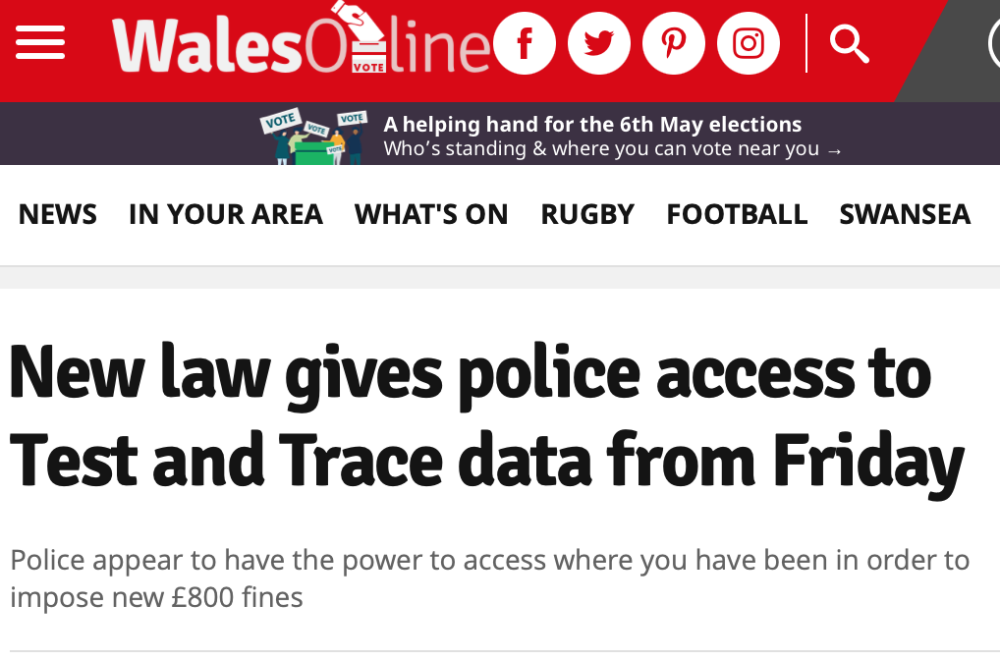 WalesOnline
VOTE
VOTE VOTE VOTE
VOTE
A helping hand for the 6th May elections
Who's standing & where you can vote near you →
NEWS IN YOUR AREA WHAT'S ON RUGBY FOOTBALL SWANSEA
New law gives police access to
Test and Trace data from Friday
Police appear to have the power to access where you have been in order to
impose new £800 fines